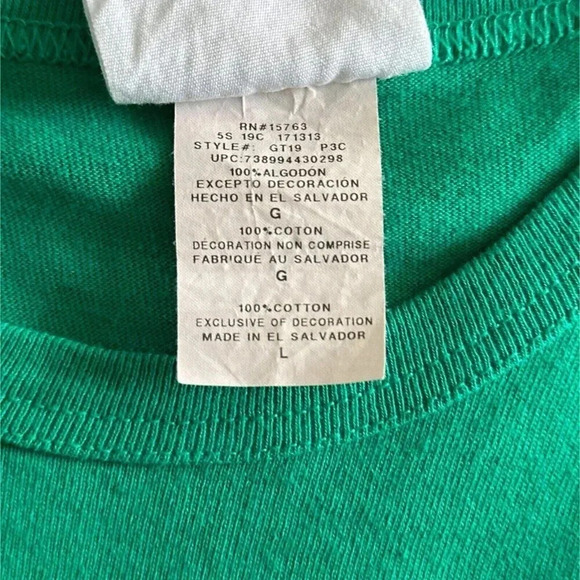 RN#15763
5S 19C 171313
STYLE#: GT19 P3C
UPC:738994430298
100%ALGODÓN
EXCEPTO DECORACIÓN
HECHO EN EL SALVADOR
G
100%COTON
DÉCORATION NON COMPRISE
FABRIQUÉ AU SALVADOR
G
100%COTTON
EXCLUSIVE OF DECORATION
MADE IN EL SALVADOR
L